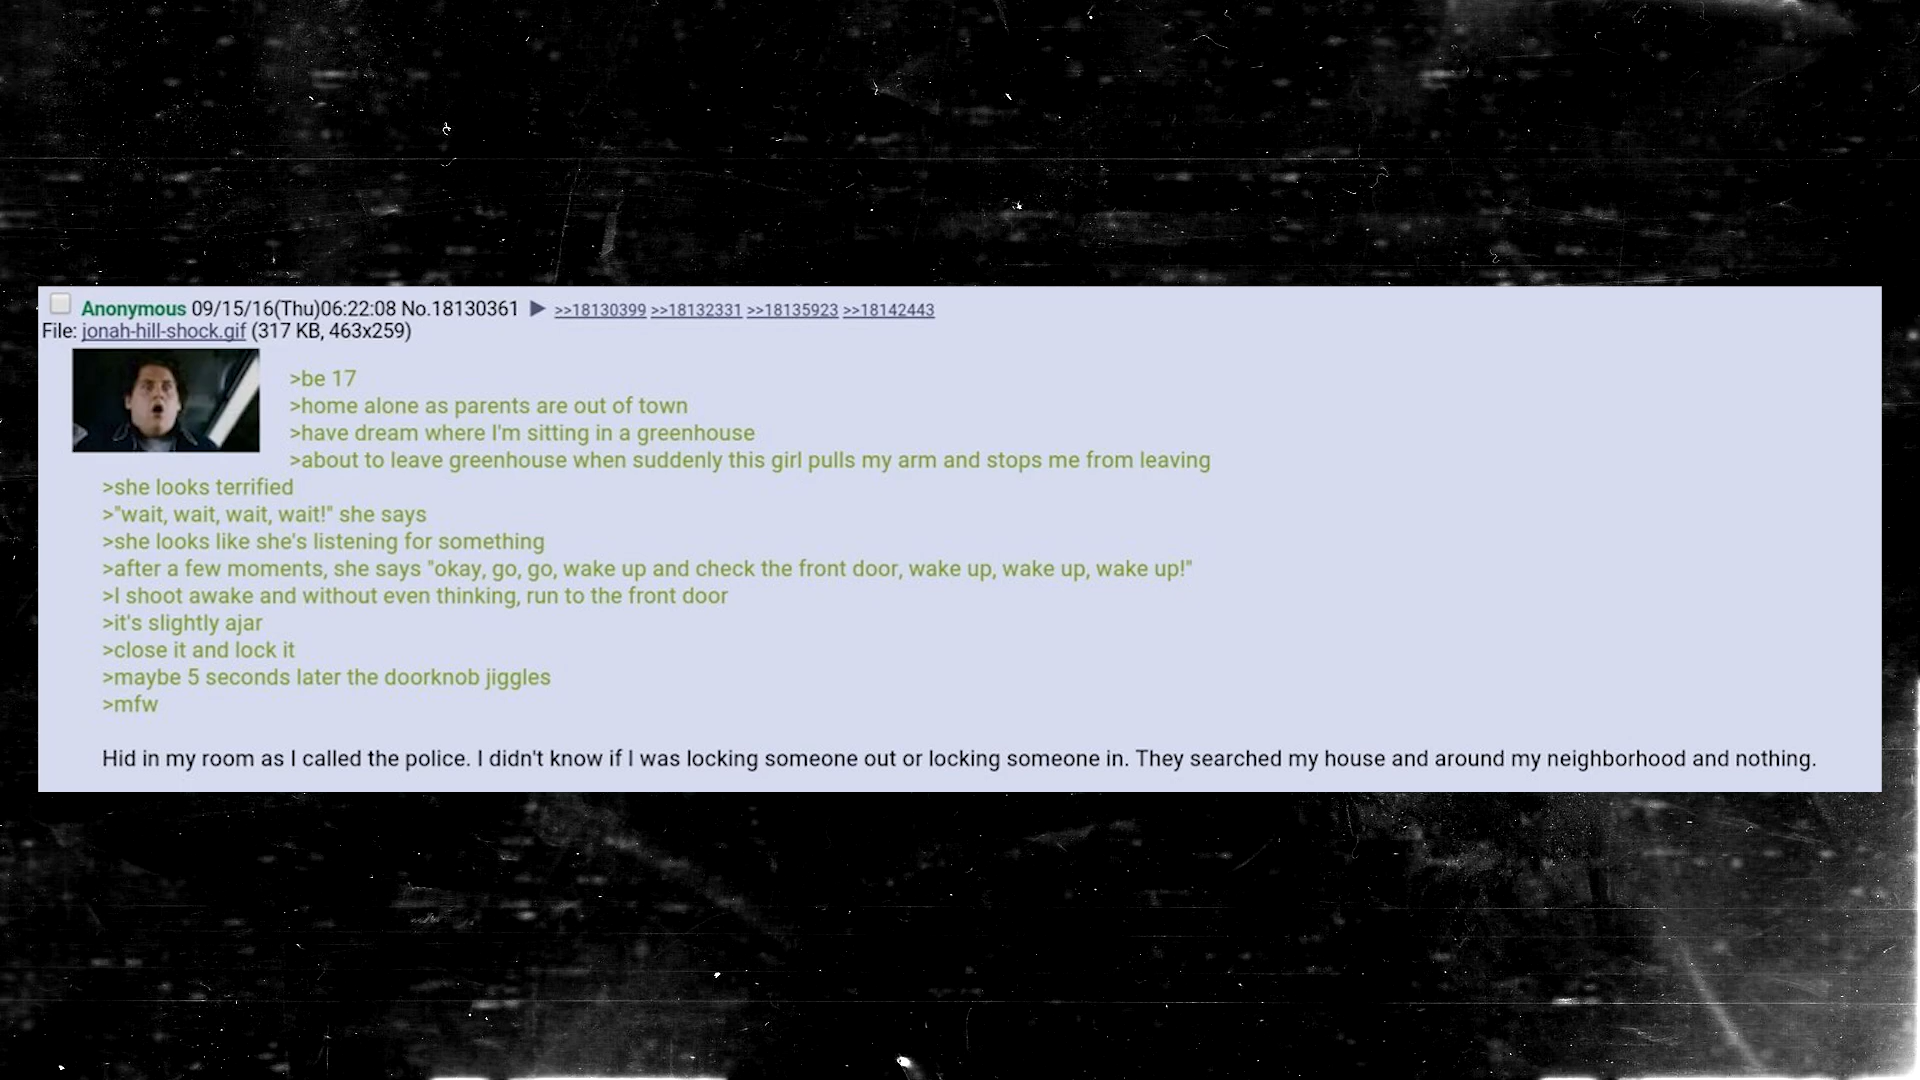 Anonymous 09/15/16(Thu)06:22:08 No.18130361 ▶ >>18130399 >>18132331 >>18135923 >>18142443
File: jonah-hill-shock.gif (317 KB, 463x259)
>be 17
>home alone as parents are out of town
>have dream where I'm sitting in a greenhouse
>about to leave greenhouse when suddenly this girl pulls my arm and stops me from leaving
>she looks terrified
>"wait, wait, wait, wait!" she says
>she looks like she's listening for something
>after a few moments, she says "okay, go, go, wake up and check the front door, wake up, wake up, wake up!"
>I shoot awake and without even thinking, run to the front door
>it's slightly ajar
>close it and lock it
>maybe 5 seconds later the doorknob jiggles
>mfw
Hid in my room as I called the police. I didn't know if I was locking someone out or locking someone in. They searched my house and around my neighborhood and nothing.